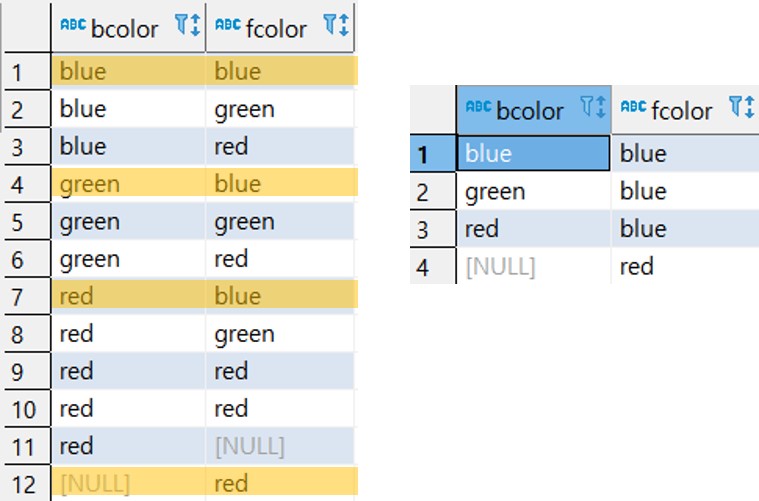 ABC bcolor ABC fcolor
1 blue blue
2 blue green
3 blue red
4 green blue
5 green green
6 green red
7 red blue
8 red green
9 red red
10 red red
11 red [NULL]
12 [NULL] red
ABC bcolor ABC fcolor
1 blue blue
2 green blue
3 red blue
4 [NULL] red